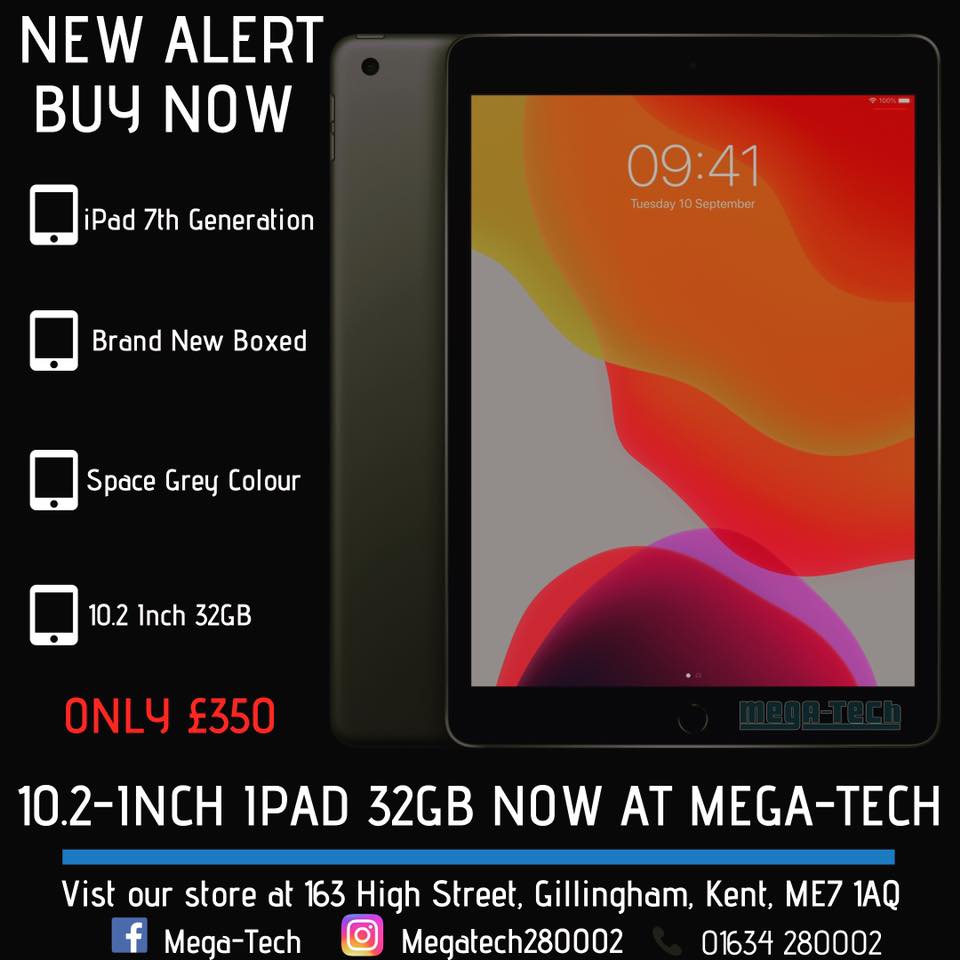 NEW ALERT
BUY NOW
iPad 7th Generation
Brand New Boxed
Space Grey Colour
10.2 Inch 32GB
ONLY £350
100%
09:41
Tuesday 10 September
MEGA-TECH
10.2-INCH IPAD 32GB NOW AT MEGA-TECH
Vist our store at 163 High Street, Gillingham, Kent, ME7 1AQ
Mega-Tech Megatech280002 01634 280002